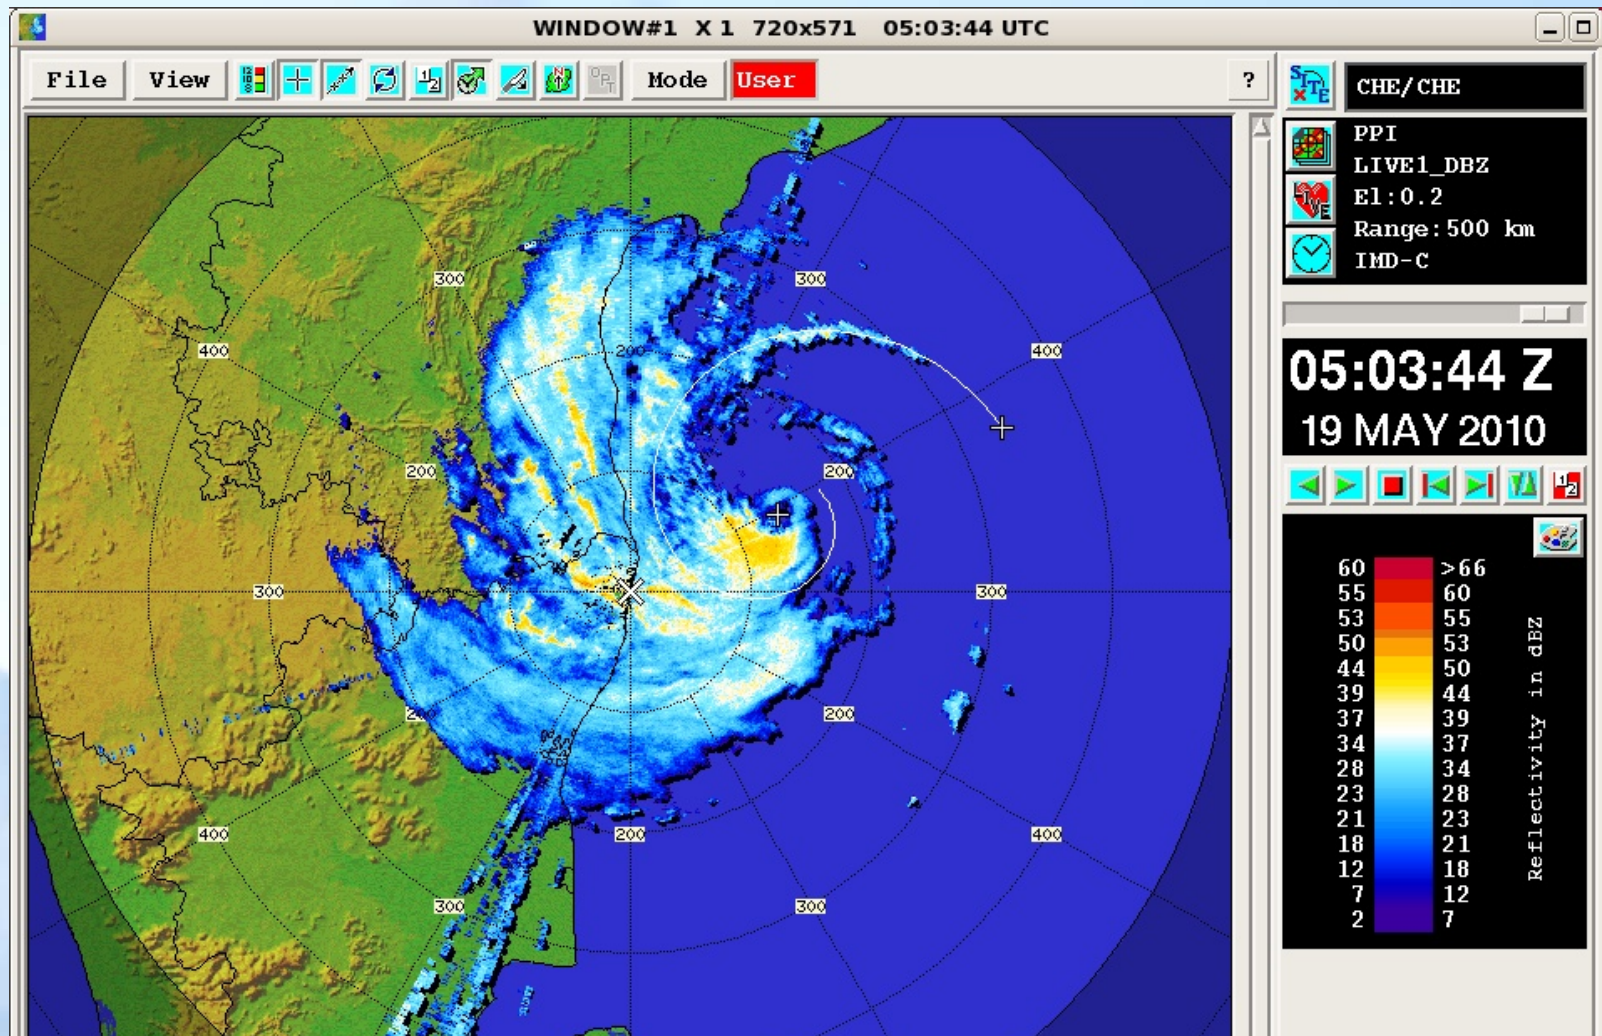 WINDOW#1 X 1 720x571 05:03:44 UTC
File View Mode User ?
SITE
CHE/CHE
PPI
LIVE1_DBZ
El:0.2
Range:500 km
IMD-C
05:03:44 Z
19 MAY 2010
300 300
400 200 400
200 200
300 300
200 200
400 200 400
300 300
60 >66
55 60
53 55
50 53
44 50
39 44
37 39
34 37
28 34
23 28
21 23
18 21
12 18
7 12
2 7
Reflectivity in dBZ